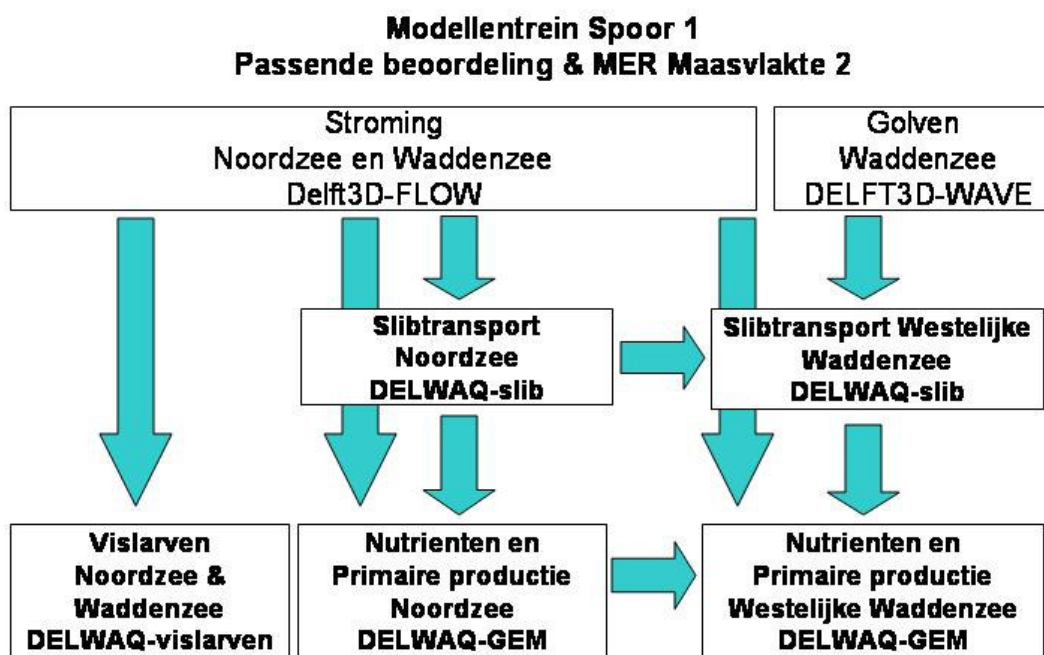 Modellentrein Spoor 1
Passende beoordeling & MER Maasvlakte 2
Stroming
Noordzee en Waddenzee
Delft3D-FLOW
Golven
Waddenzee
DELFT3D-WAVE
Slibtransport
Noordzee
DELWAQ-slib
Slibtransport Westelijke
Waddenzee
DELWAQ-slib
Vislarven
Noordzee &
Waddenzee
DELWAQ-vislarven
Nutrienten en
Primaire productie
Noordzee
DELWAQ-GEM
Nutrienten en
Primaire productie
Westelijke Waddenzee
DELWAQ-GEM